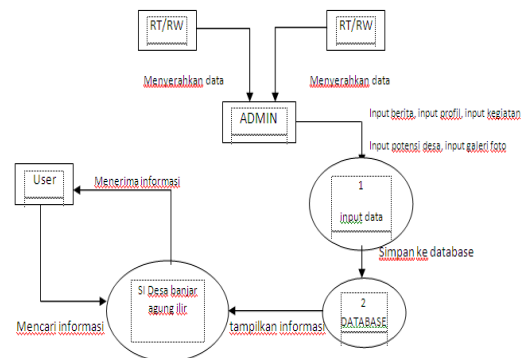 RT/RW
RT/RW
Menyerahkan data
Menyerahkan data
ADMIN
Input berita, input profil, input kegiatan
Input potensi desa, input galeri foto
User
Menerima informasi
1
input data
Simpan ke database
SI Desa banjar
agung ilir
2
DATABASE
Mencari informasi
tampilkan informasi